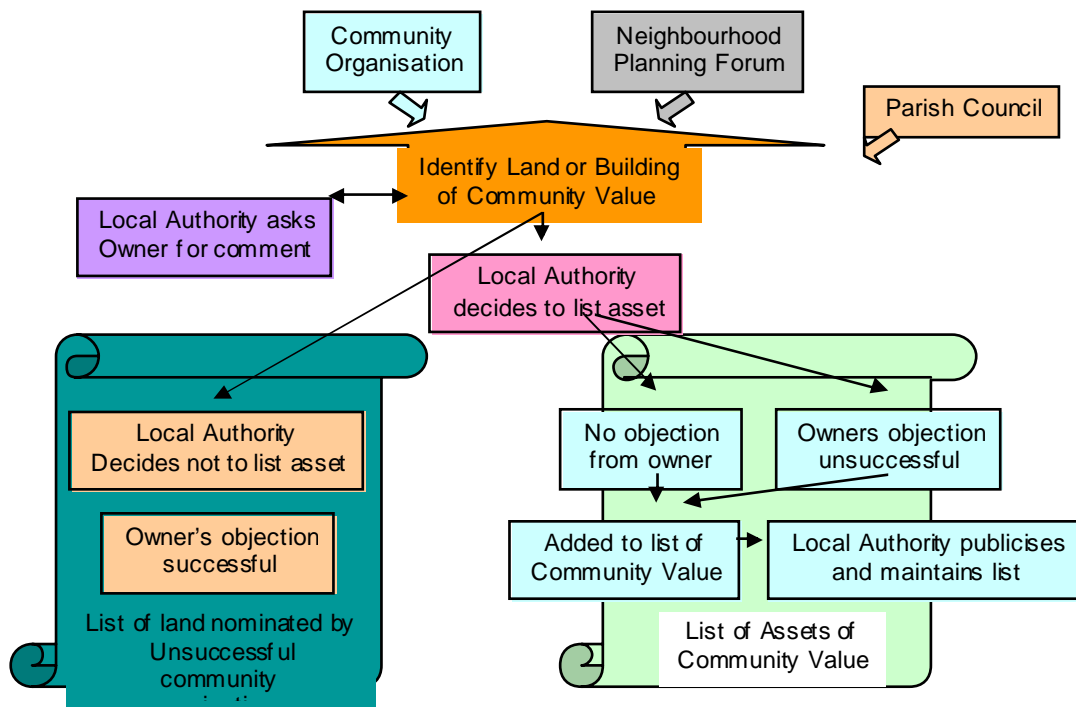 Community
Organisation
Neighbourhood
Planning Forum
Parish Council
Identify Land or Building
of Community Value
Local Authority asks
Owner for comment
Local Authority
decides to list asset
Local Authority
Decides not to list asset
Owner's objection
successful
List of land nominated by
Unsuccessful
community
No objection
from owner
Owners objection
unsuccessful
Added to list of
Community Value
Local Authority publicises
and maintains list
List of Assets of
Community Value